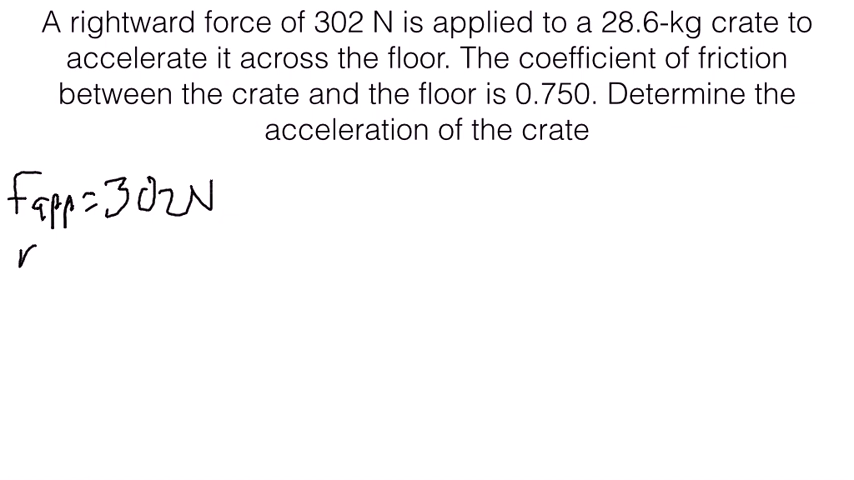 A rightward force of 302 N is applied to a 28.6-kg crate to
accelerate it across the floor. The coefficient of friction
between the crate and the floor is 0.750. Determine the
acceleration of the crate
Fapp = 302N
r